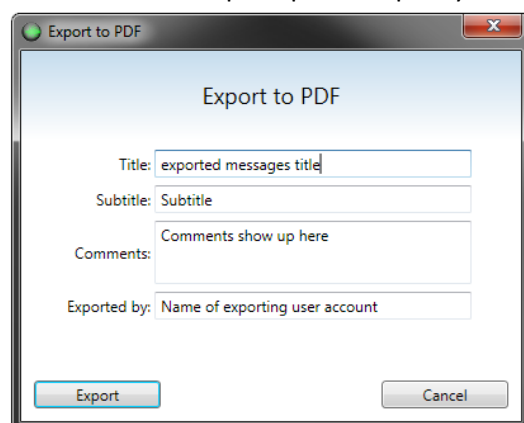 Export to PDF
Export to PDF
Title: exported messages title
Subtitle: Subtitle
Comments: Comments show up here
Exported by: Name of exporting user account
Export Cancel